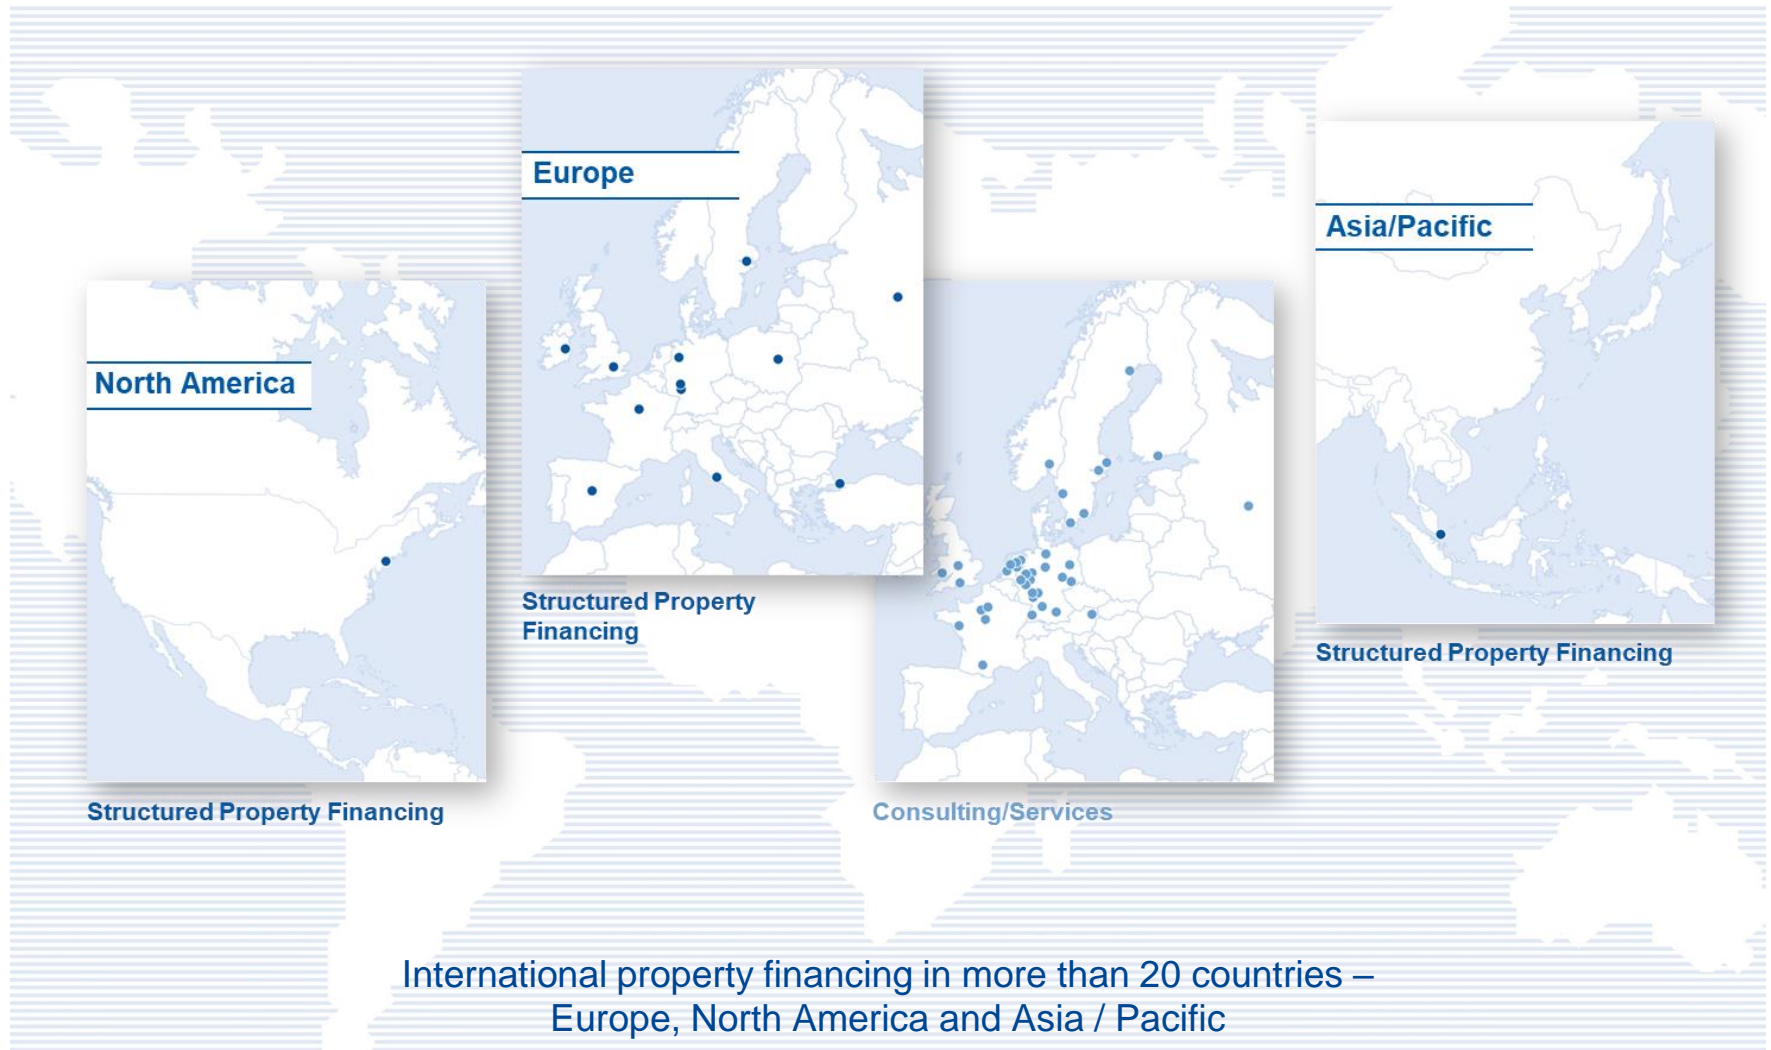 North America
Structured Property Financing
Europe
Structured Property
Financing
Consulting/Services
Asia/Pacific
Structured Property Financing
International property financing in more than 20 countries –
Europe, North America and Asia / Pacific